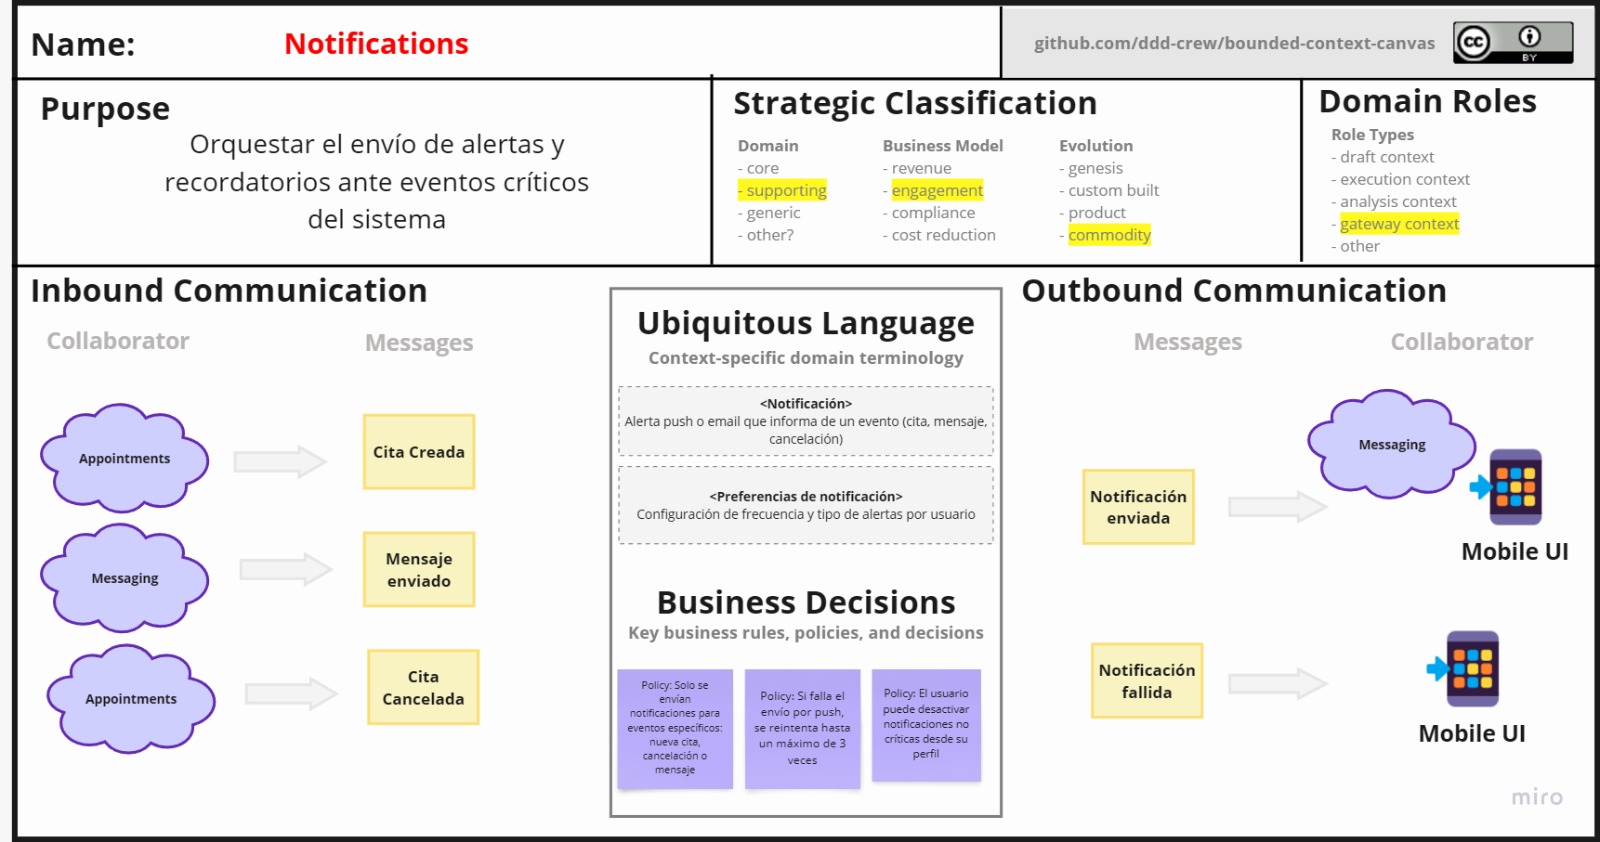 Name:
Notifications
github.com/ddd-crew/bounded-context-canvas
cc
BY
Purpose
Orquestar el envío de alertas y
recordatorios ante eventos críticos
del sistema
Strategic Classification
Domain
- core
- supporting
- generic
- other?
Business Model
- revenue
- engagement
- compliance
- cost reduction
Evolution
- genesis
- custom built
- product
- commodity
Domain Roles
Role Types
- draft context
- execution context
- analysis context
- gateway context
- other
Inbound Communication
Collaborator
Messages
Appointments
Cita Creada
Messaging
Mensaje
enviado
Appointments
Cita
Cancelada
Ubiquitous Language
Context-specific domain terminology
<Notificación>
Alerta push o email que informa de un evento (cita, mensaje,
cancelación)
<Preferencias de notificación>
Configuración de frecuencia y tipo de alertas por usuario
Business Decisions
Key business rules, policies, and decisions
Policy: Solo se
envían
notificaciones para
eventos específicos:
nueva cita,
cancelación o
mensaje
Policy: Si falla el
envío por push,
se reintenta hasta
un máximo de 3
veces
Policy: El usuario
puede desactivar
notificaciones no
críticas desde su
perfil
Outbound Communication
Messages
Collaborator
Notificación
enviada
Messaging
Mobile UI
Notificación
fallida
Mobile UI
miro